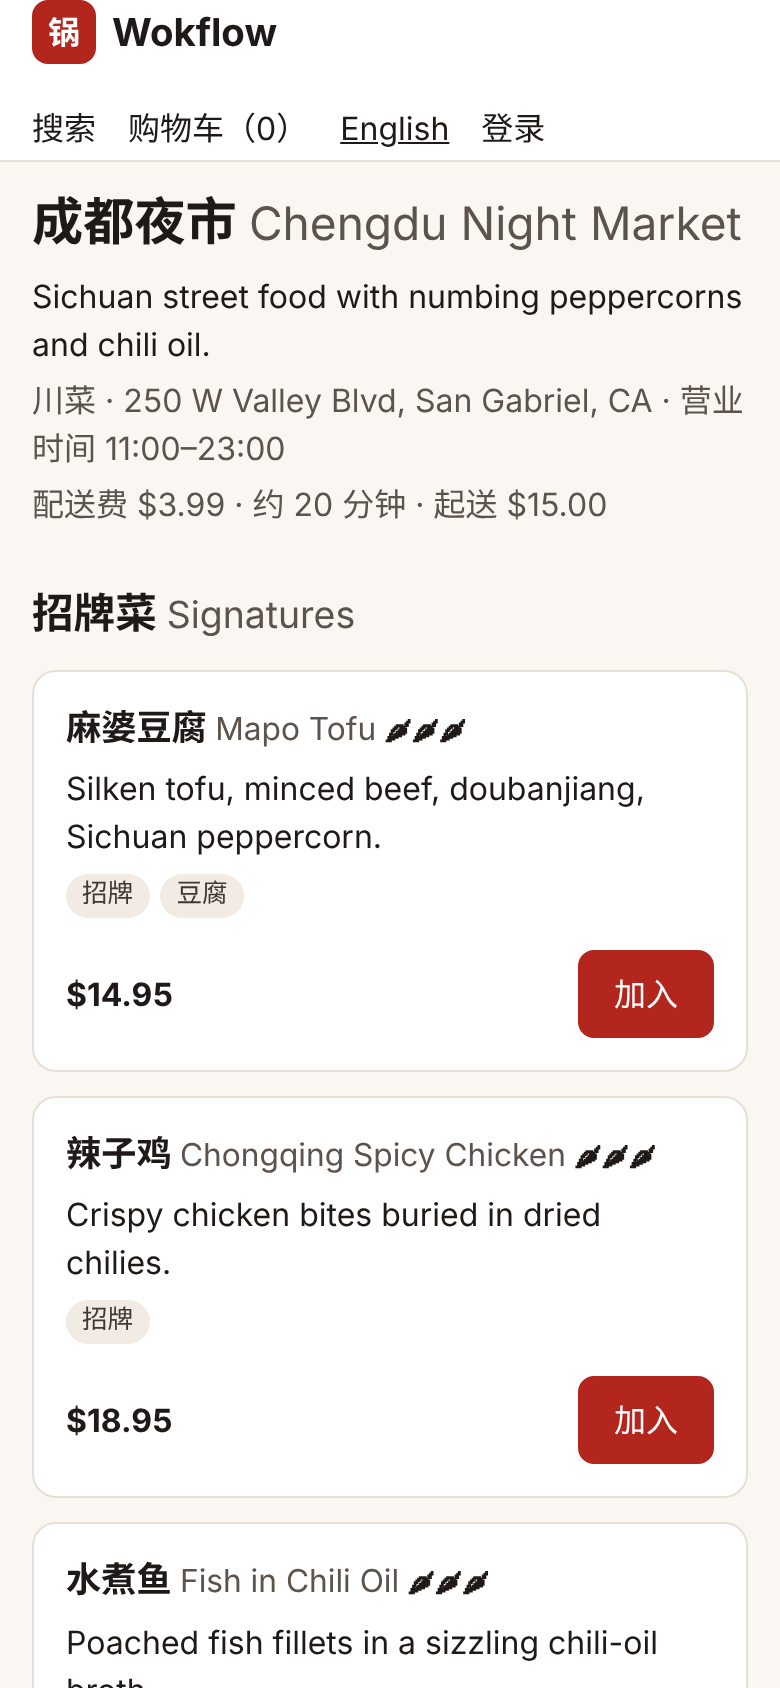 锅 Wokflow
搜索 购物车（0） English 登录
成都夜市 Chengdu Night Market
Sichuan street food with numbing peppercorns
and chili oil.
川菜 · 250 W Valley Blvd, San Gabriel, CA · 营业
时间 11:00–23:00
配送费 $3.99 · 约 20 分钟 · 起送 $15.00
招牌菜 Signatures
麻婆豆腐 Mapo Tofu 🌶🌶🌶
Silken tofu, minced beef, doubanjiang,
Sichuan peppercorn.
招牌 豆腐
$14.95 加入
辣子鸡 Chongqing Spicy Chicken 🌶🌶🌶
Crispy chicken bites buried in dried
chilies.
招牌
$18.95 加入
水煮鱼 Fish in Chili Oil 🌶🌶🌶
Poached fish fillets in a sizzling chili-oil
broth.